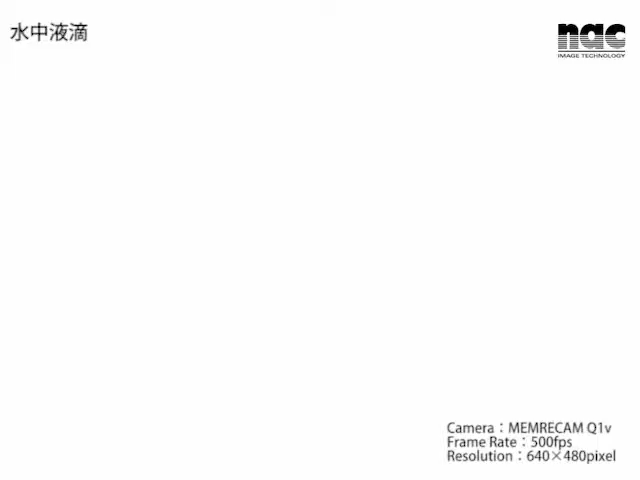 水中液滴
nac
IMAGE TECHNOLOGY
Camera：MEMRECAM Q1v
Frame Rate：500fps
Resolution：640×480pixel